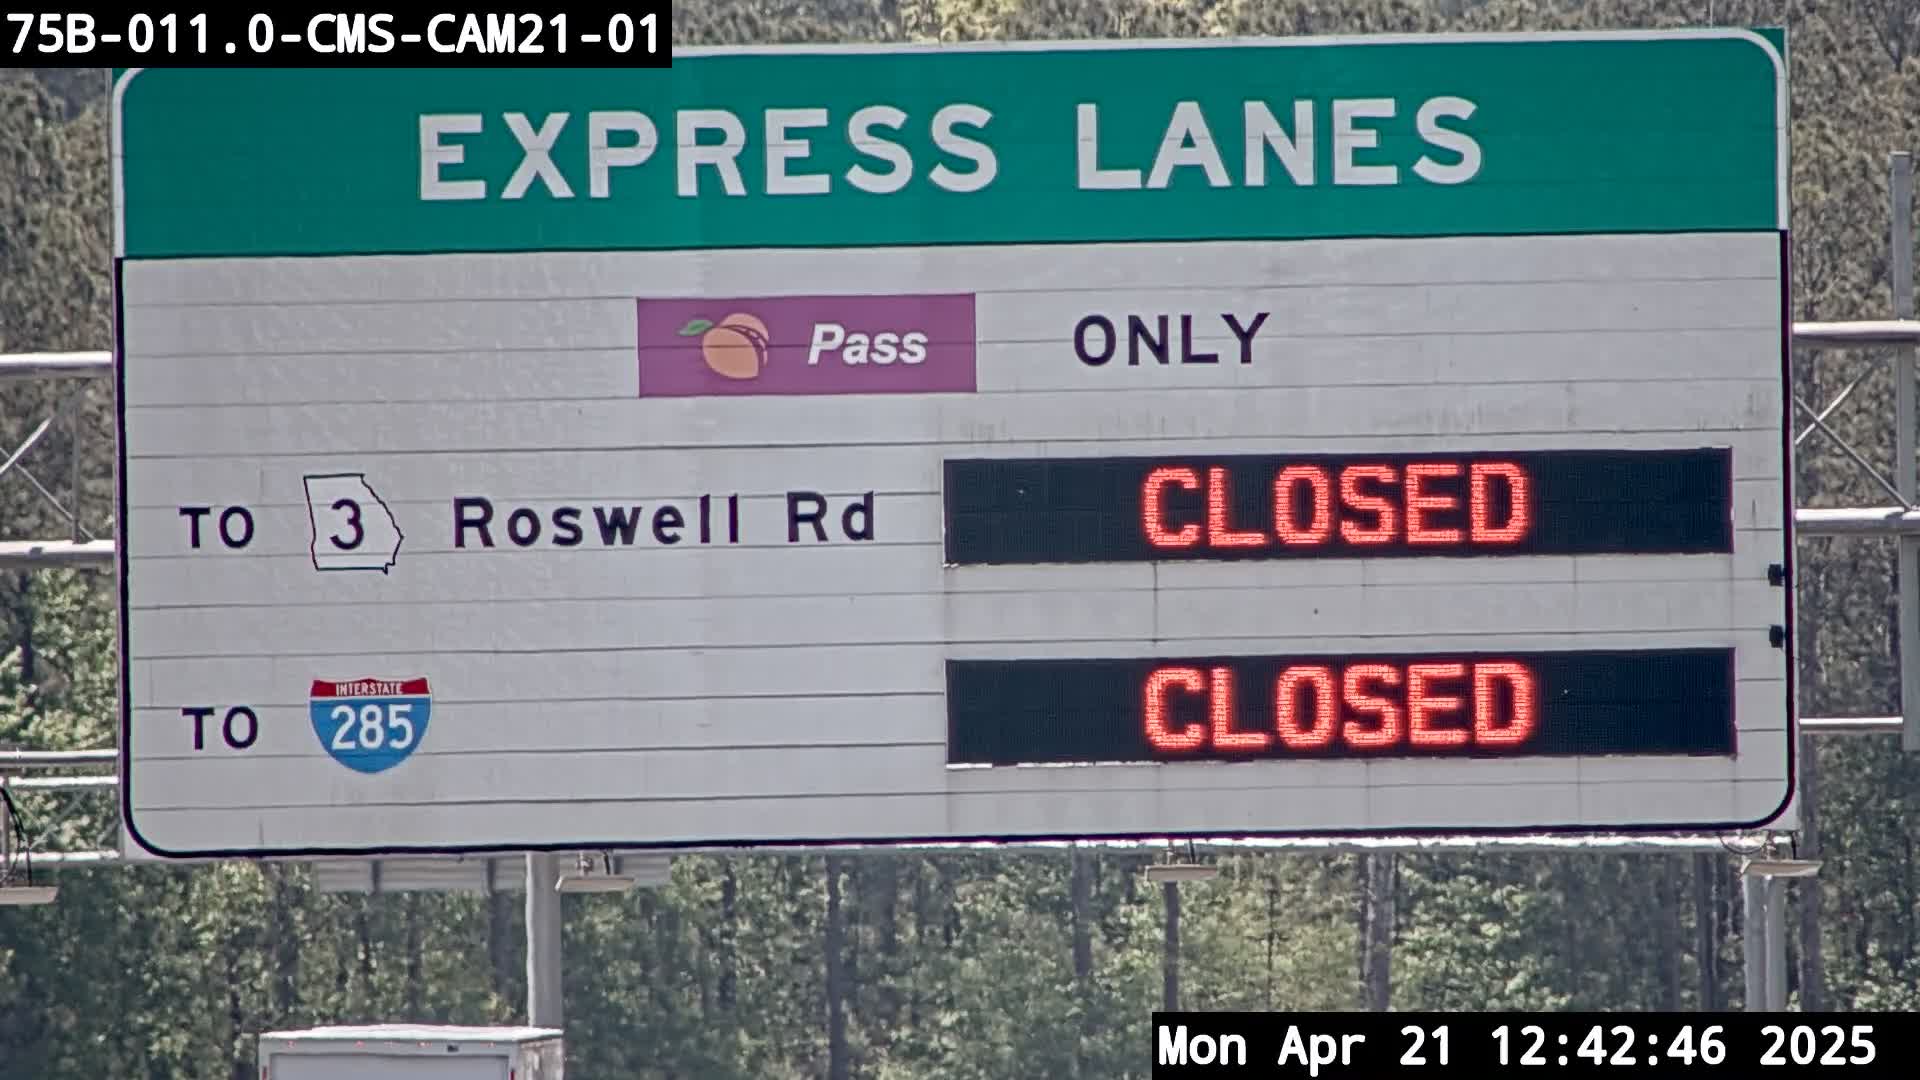 75B-011.0-CMS-CAM21-01
EXPRESS LANES
Pass ONLY
TO 3 Roswell Rd CLOSED
INTERSTATE
TO 285 CLOSED
Mon Apr 21 12:42:46 2025